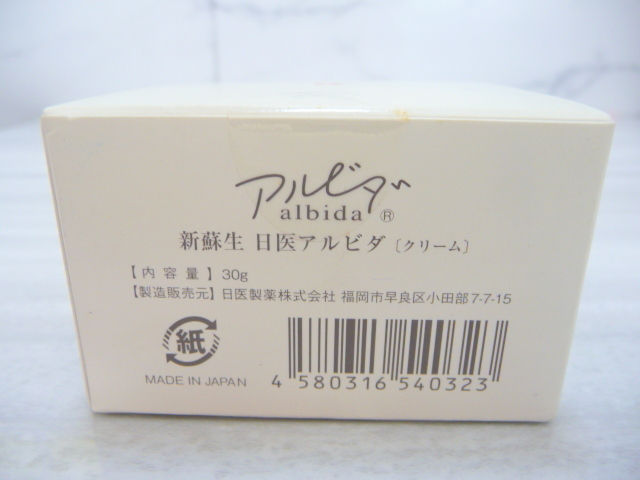 アルビダ
albida ®
新蘇生 日医アルビダ〔クリーム〕
【内容量】30g
【製造販売元】日医製薬株式会社 福岡市早良区小田部7-7-15
紙
MADE IN JAPAN
4 580316 540323